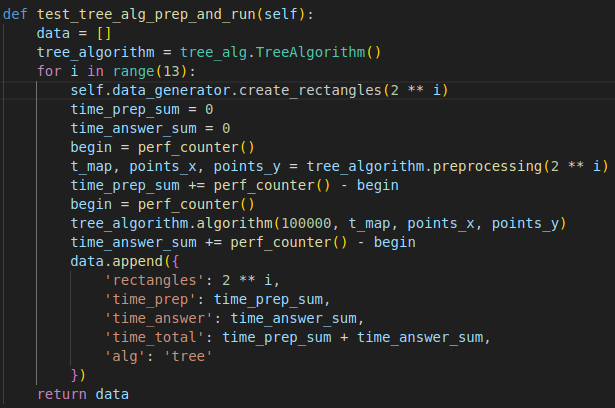 def test_tree_alg_prep_and_run(self):
    data = []
    tree_algorithm = tree_alg.TreeAlgorithm()
    for i in range(13):
        self.data_generator.create_rectangles(2 ** i)
        time_prep_sum = 0
        time_answer_sum = 0
        begin = perf_counter()
        t_map, points_x, points_y = tree_algorithm.preprocessing(2 ** i)
        time_prep_sum += perf_counter() - begin
        begin = perf_counter()
        tree_algorithm.algorithm(100000, t_map, points_x, points_y)
        time_answer_sum += perf_counter() - begin
        data.append({
            'rectangles': 2 ** i,
            'time_prep': time_prep_sum,
            'time_answer': time_answer_sum,
            'time_total': time_prep_sum + time_answer_sum,
            'alg': 'tree'
        })
    return data